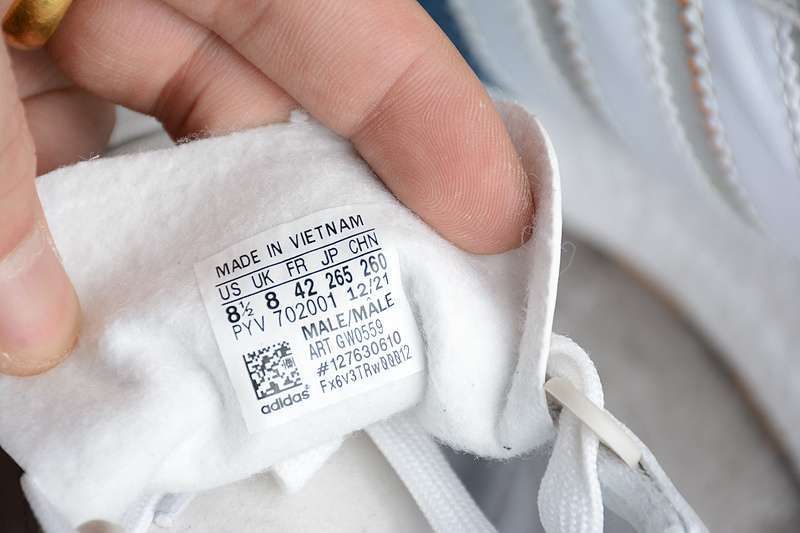 MADE IN VIETNAM
US UK FR JP CHN
8½ 8 42 265 260
PYV 702001 12/21
MALE/MÂLE
ART GW0559
#127630610
adidas®